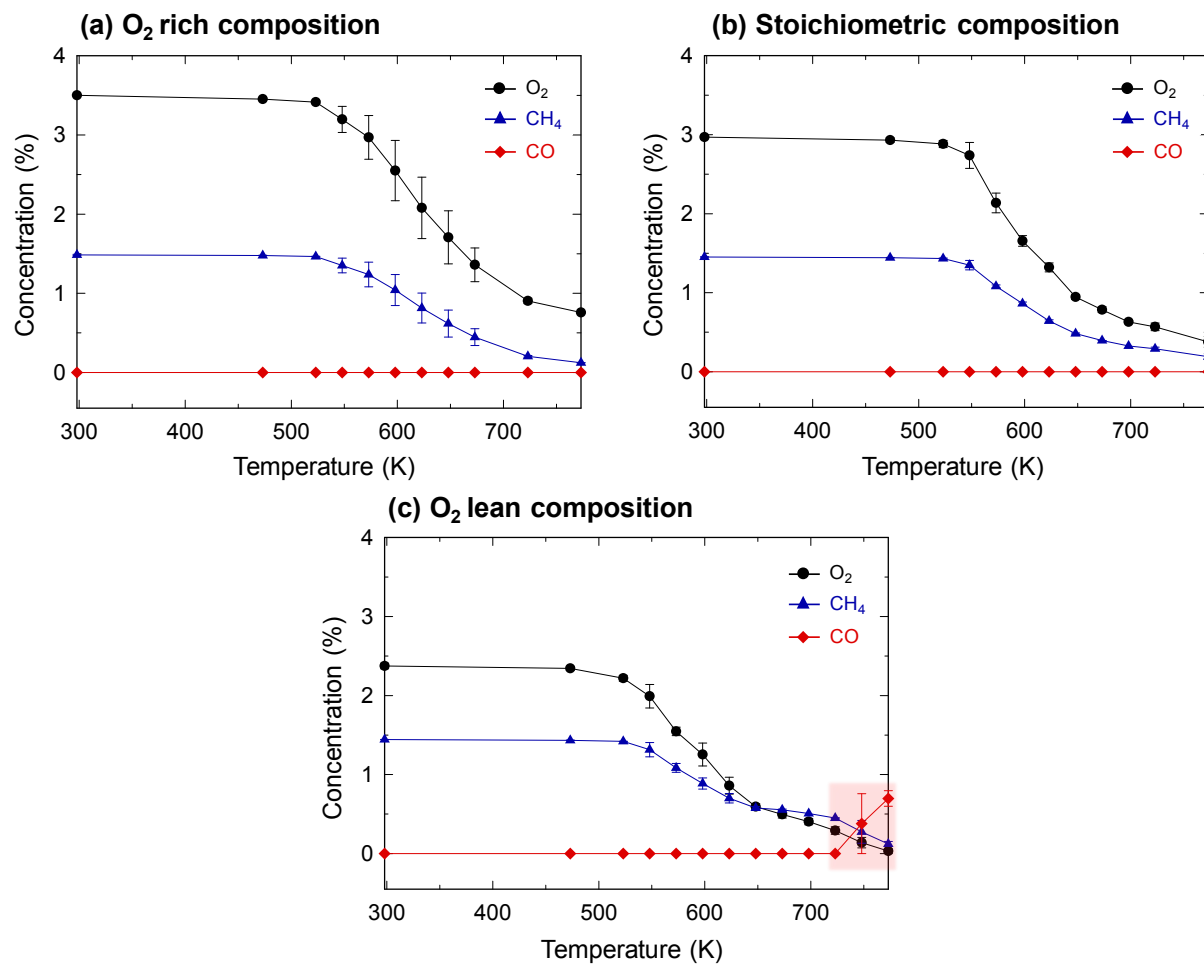 (a) O₂ rich composition
4
3
2
1
0
Concentration (%)
O₂
CH₄
CO
300 400 500 600 700
Temperature (K)
(b) Stoichiometric composition
4
3
2
1
0
Concentration (%)
O₂
CH₄
CO
300 400 500 600 700
Temperature (K)
(c) O₂ lean composition
4
3
2
1
0
Concentration (%)
O₂
CH₄
CO
300 400 500 600 700
Temperature (K)